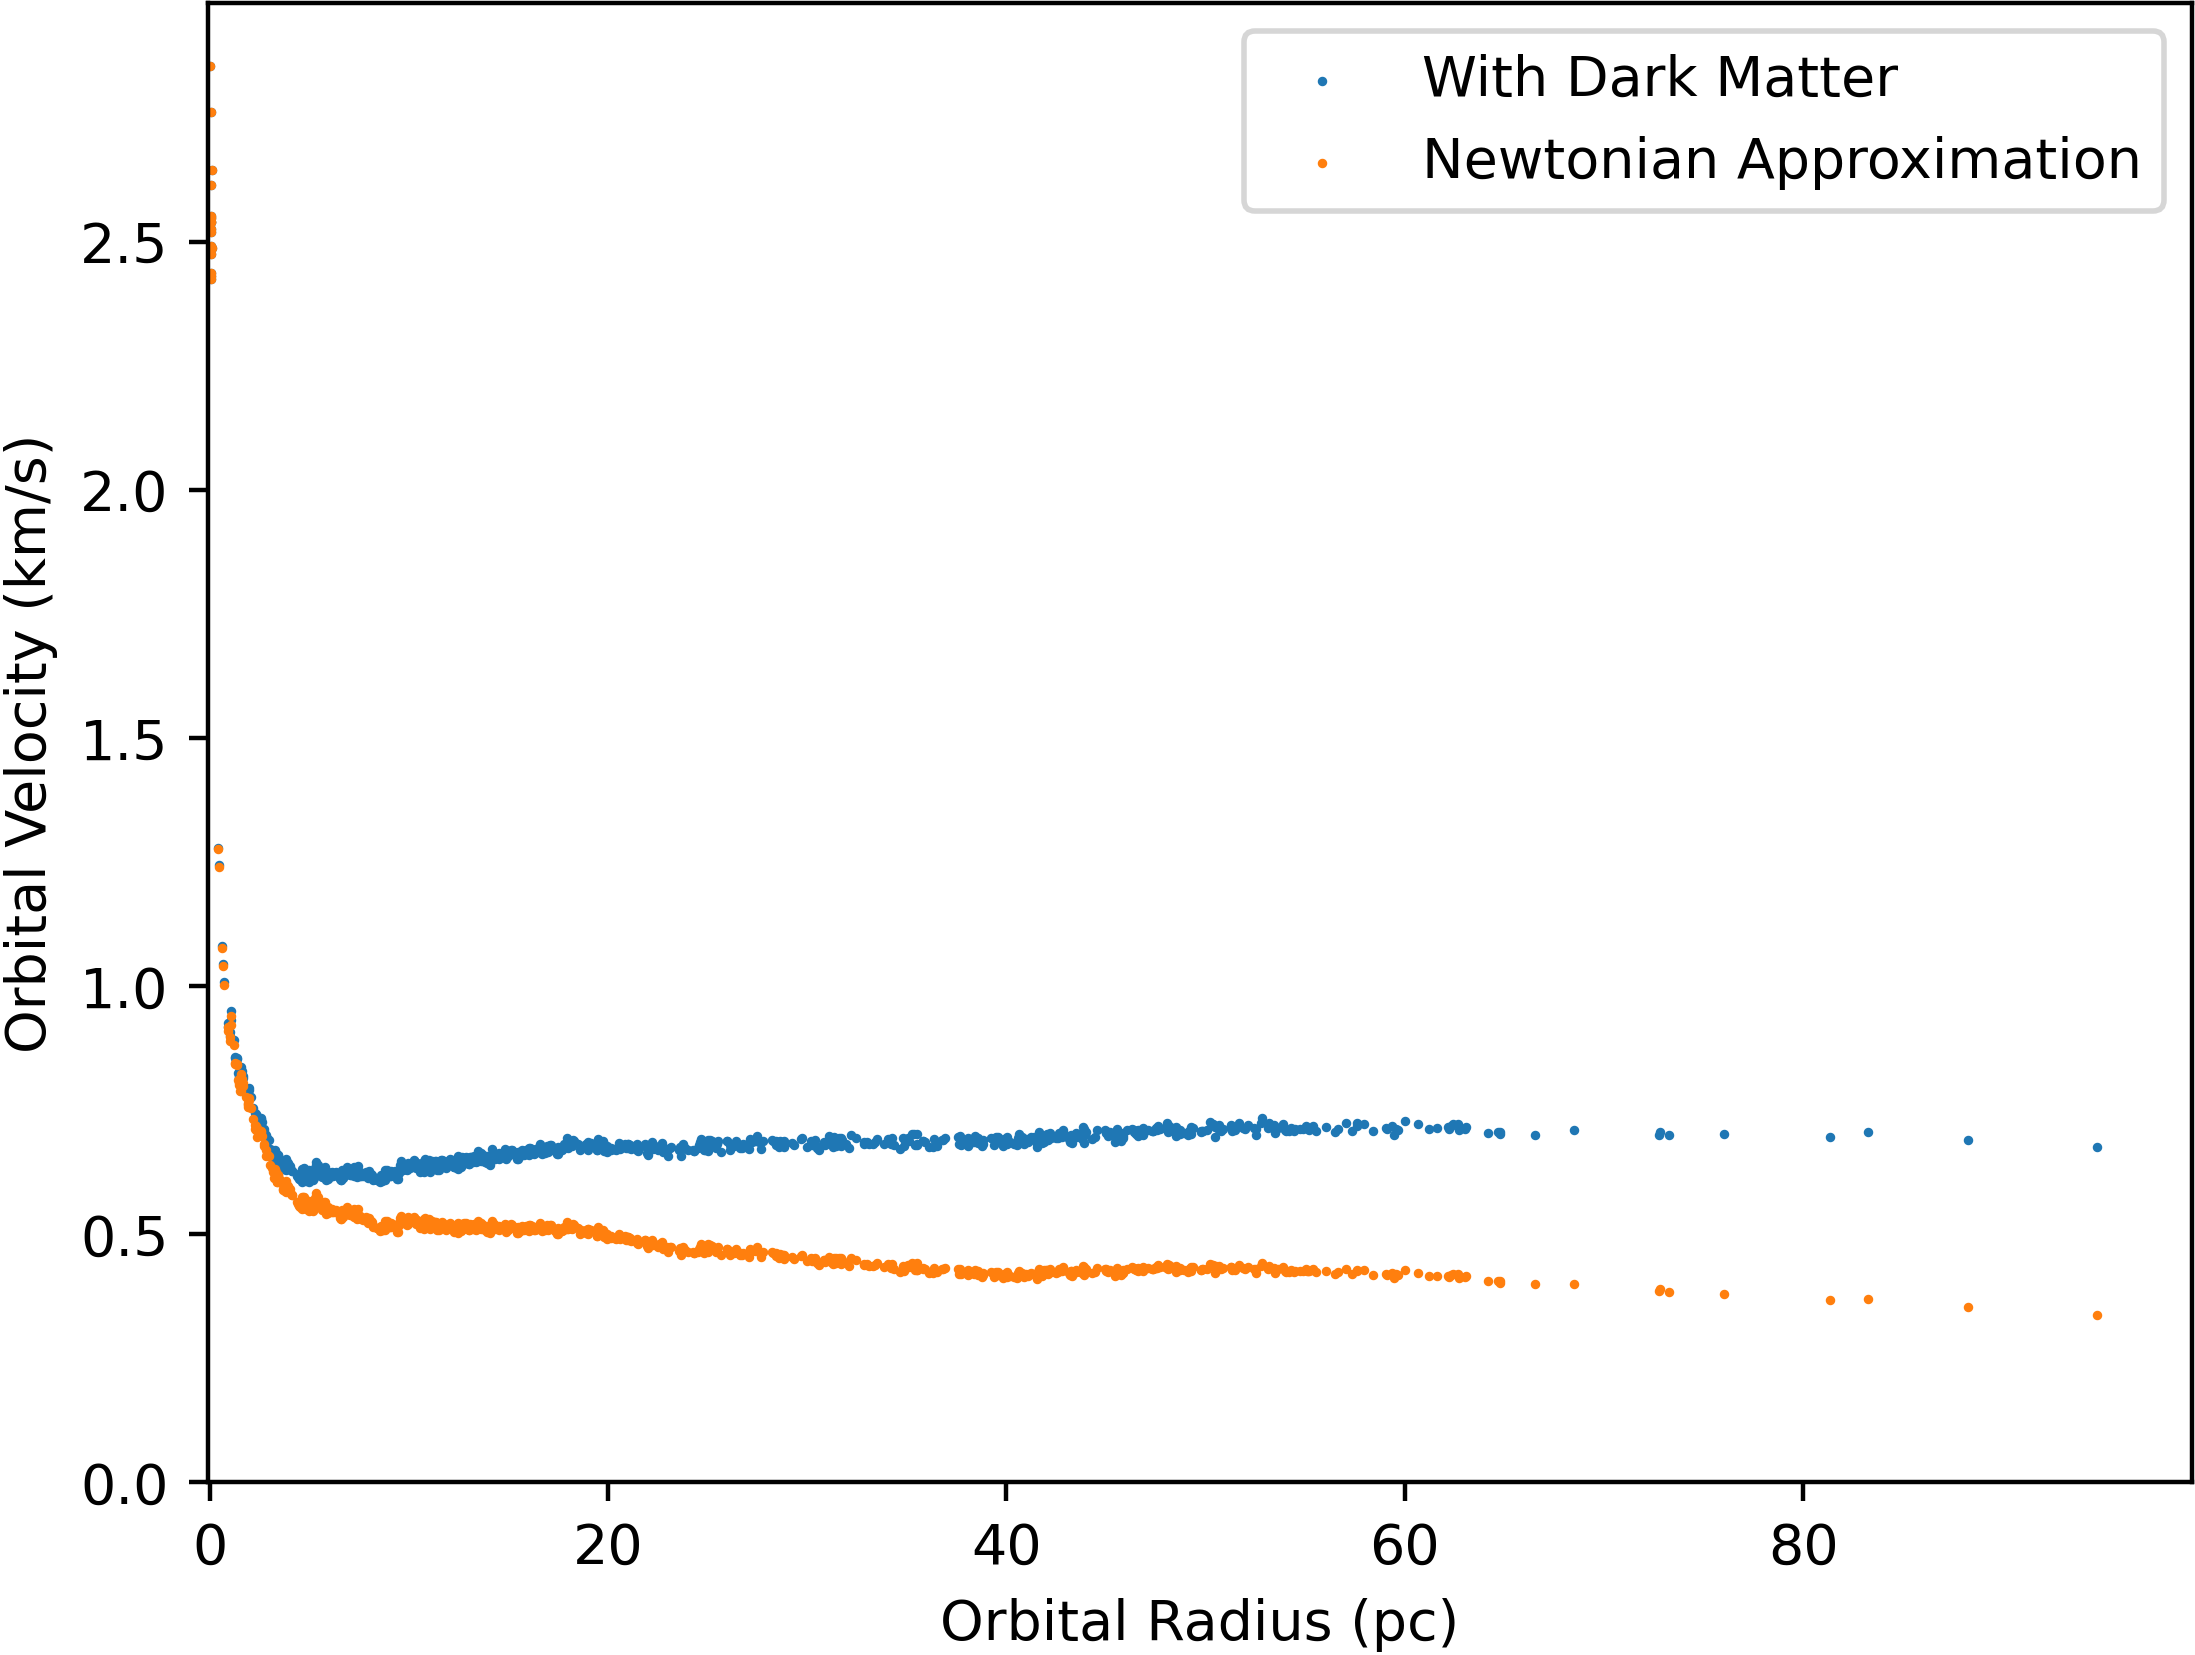 With Dark Matter
Newtonian Approximation
2.5
2.0
1.5
1.0
0.5
0.0
Orbital Velocity (km/s)
0 20 40 60 80
Orbital Radius (pc)